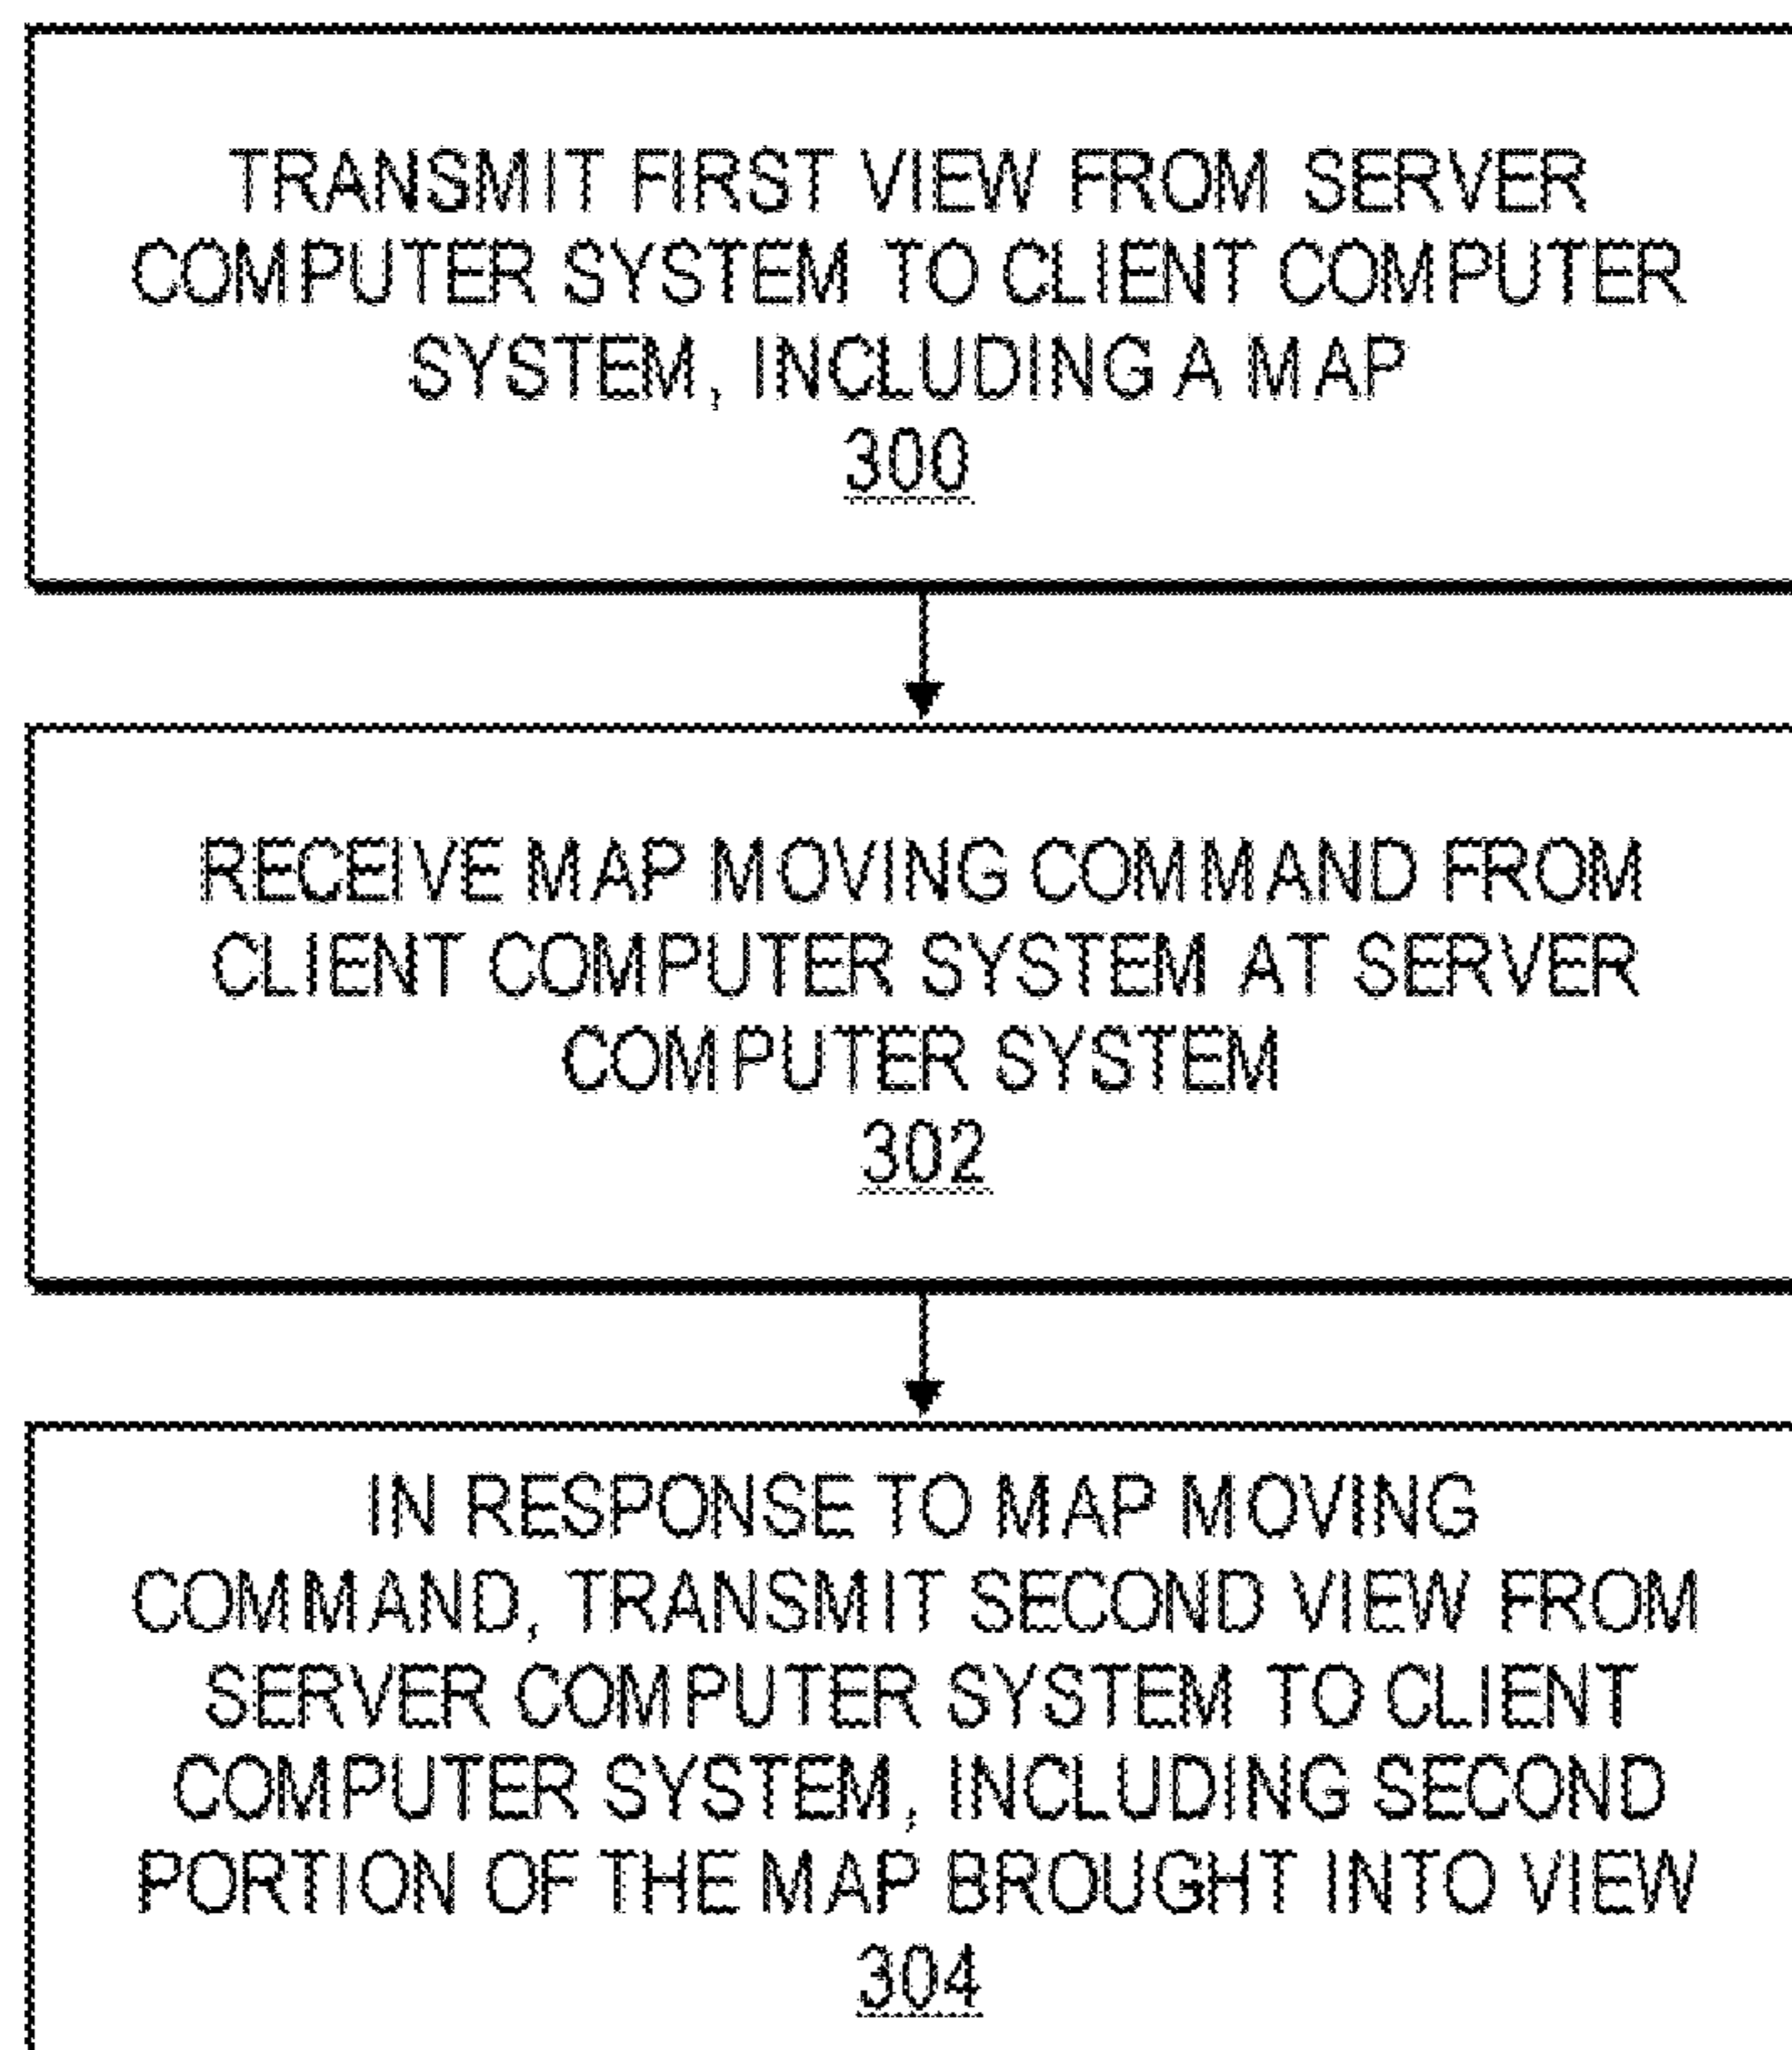 TRANSMIT FIRST VIEW FROM SERVER
COMPUTER SYSTEM TO CLIENT COMPUTER
SYSTEM, INCLUDING A MAP
300
RECEIVE MAP MOVING COMMAND FROM
CLIENT COMPUTER SYSTEM AT SERVER
COMPUTER SYSTEM
302
IN RESPONSE TO MAP MOVING
COMMAND, TRANSMIT SECOND VIEW FROM
SERVER COMPUTER SYSTEM TO CLIENT
COMPUTER SYSTEM, INCLUDING SECOND
PORTION OF THE MAP BROUGHT INTO VIEW
304